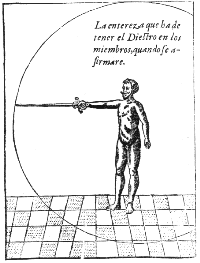 La entereza que ha de
tener el Diestro en los
miembros, quando se a-
firmare.